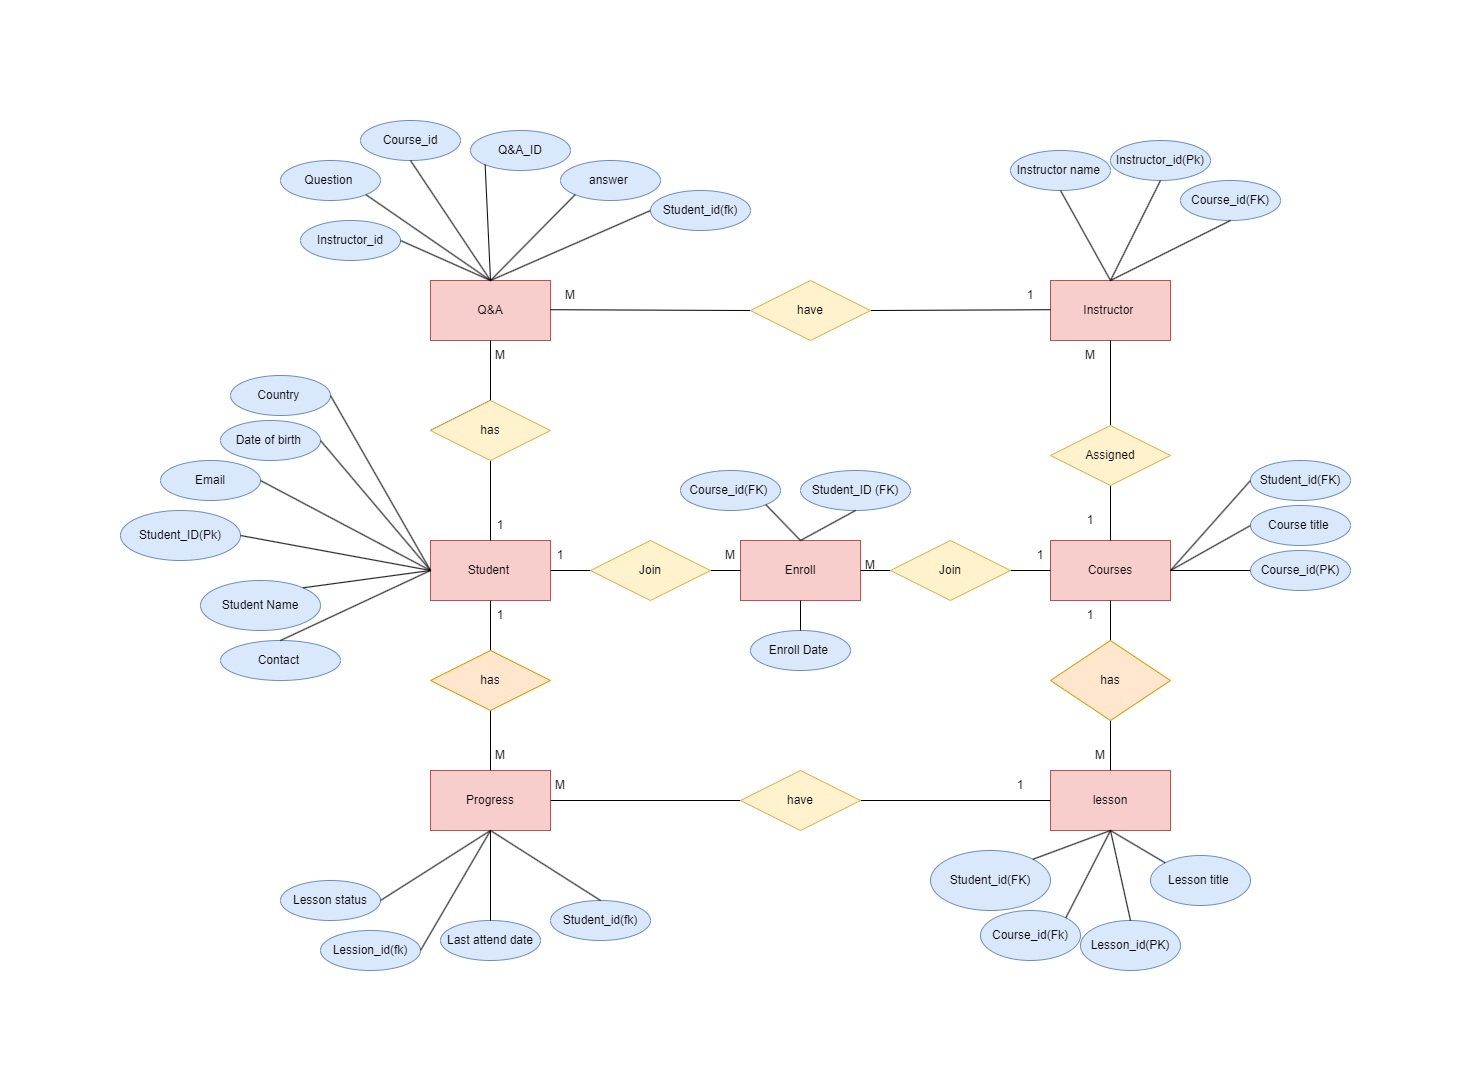 Course_id
Q&A_ID
Question
answer
Student_id(fk)
Instructor_id
Instructor name
Instructor_id(Pk)
Course_id(FK)
Q&A
M
have
1
Instructor
M
M
has
Assigned
1
1
Country
Date of birth
Email
Student_ID(Pk)
Student Name
Contact
Course_id(FK)
Student_ID (FK)
Student_id(FK)
Course title
Course_id(PK)
Student
1
Join
M
Enroll
M
Join
1
Courses
Enroll Date
1
1
has
has
M
M
Progress
M
have
1
lesson
Lesson status
Lession_id(fk)
Last attend date
Student_id(fk)
Student_id(FK)
Course_id(Fk)
Lesson_id(PK)
Lesson title